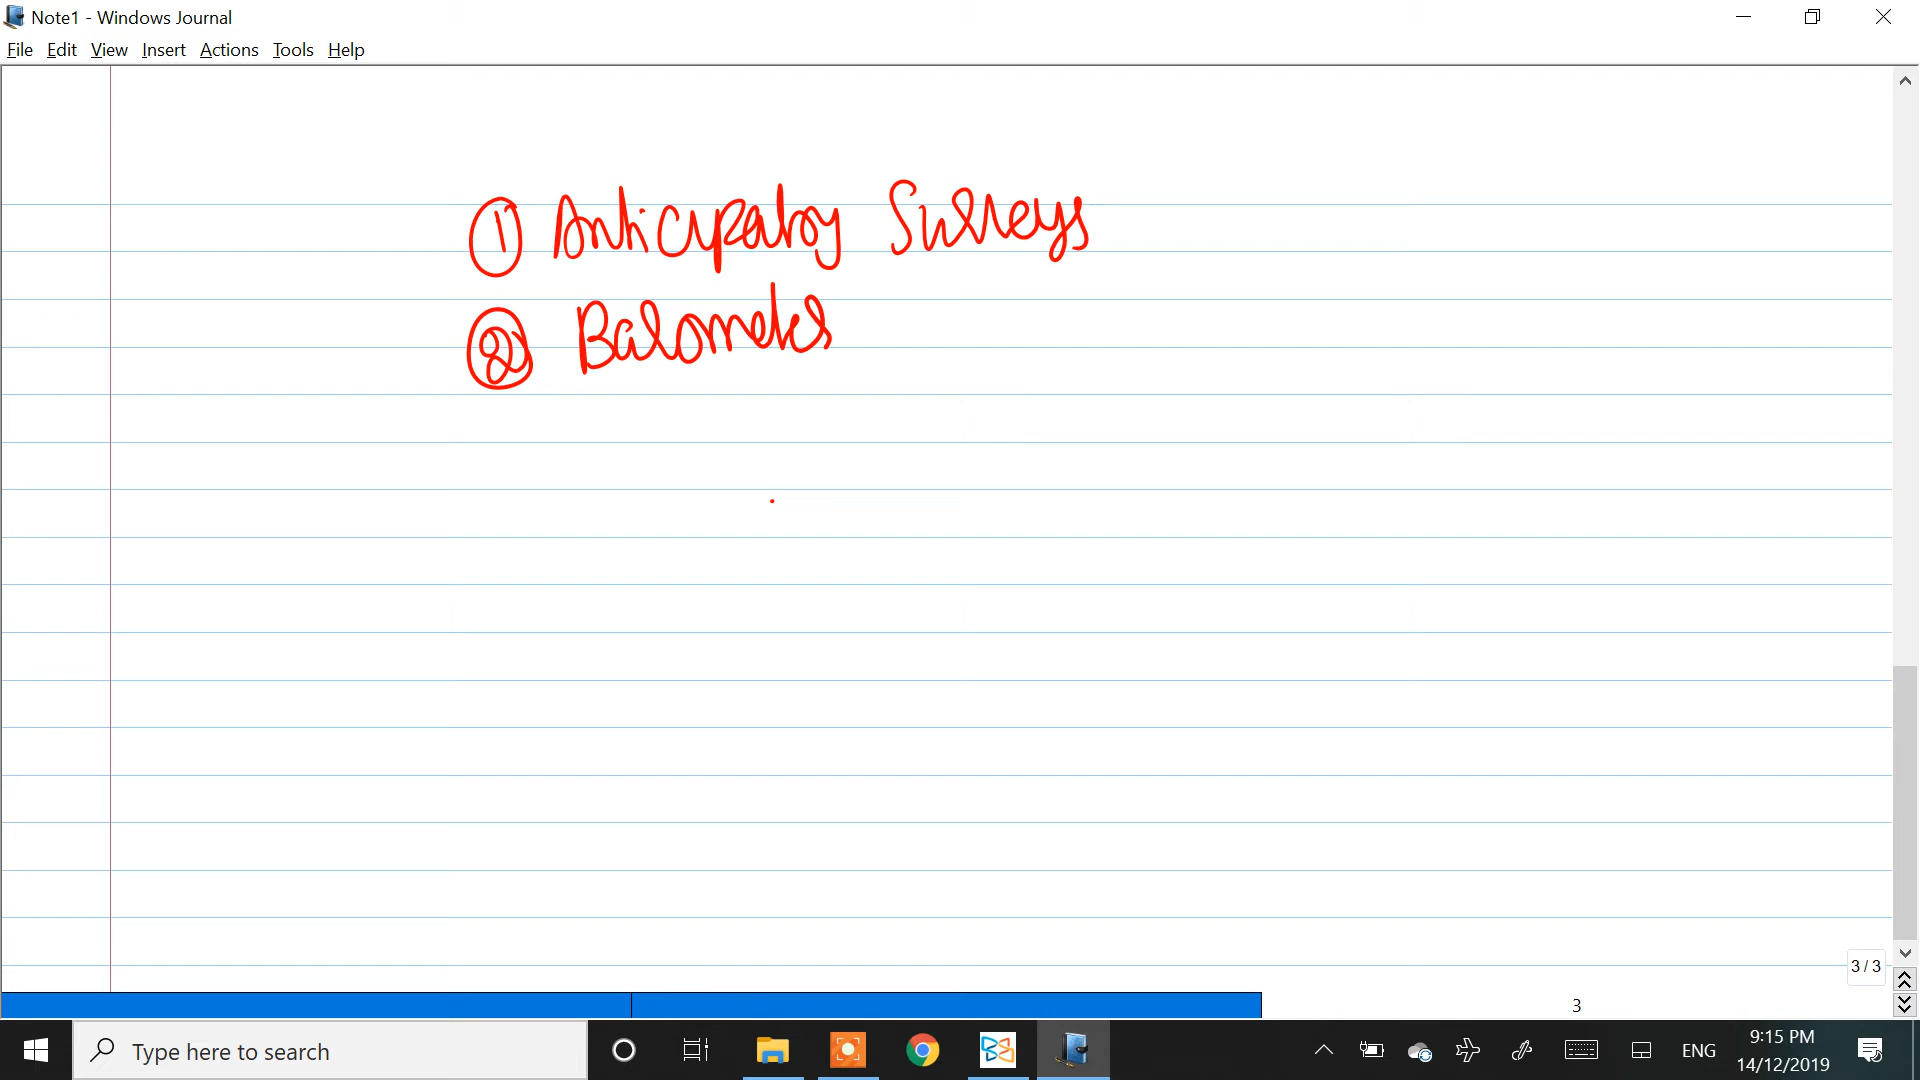 Note1 - Windows Journal
File Edit View Insert Actions Tools Help
1 Anticipatory Surveys
2 Barometer
3 / 3
3
Type here to search
ENG
9:15 PM
14/12/2019